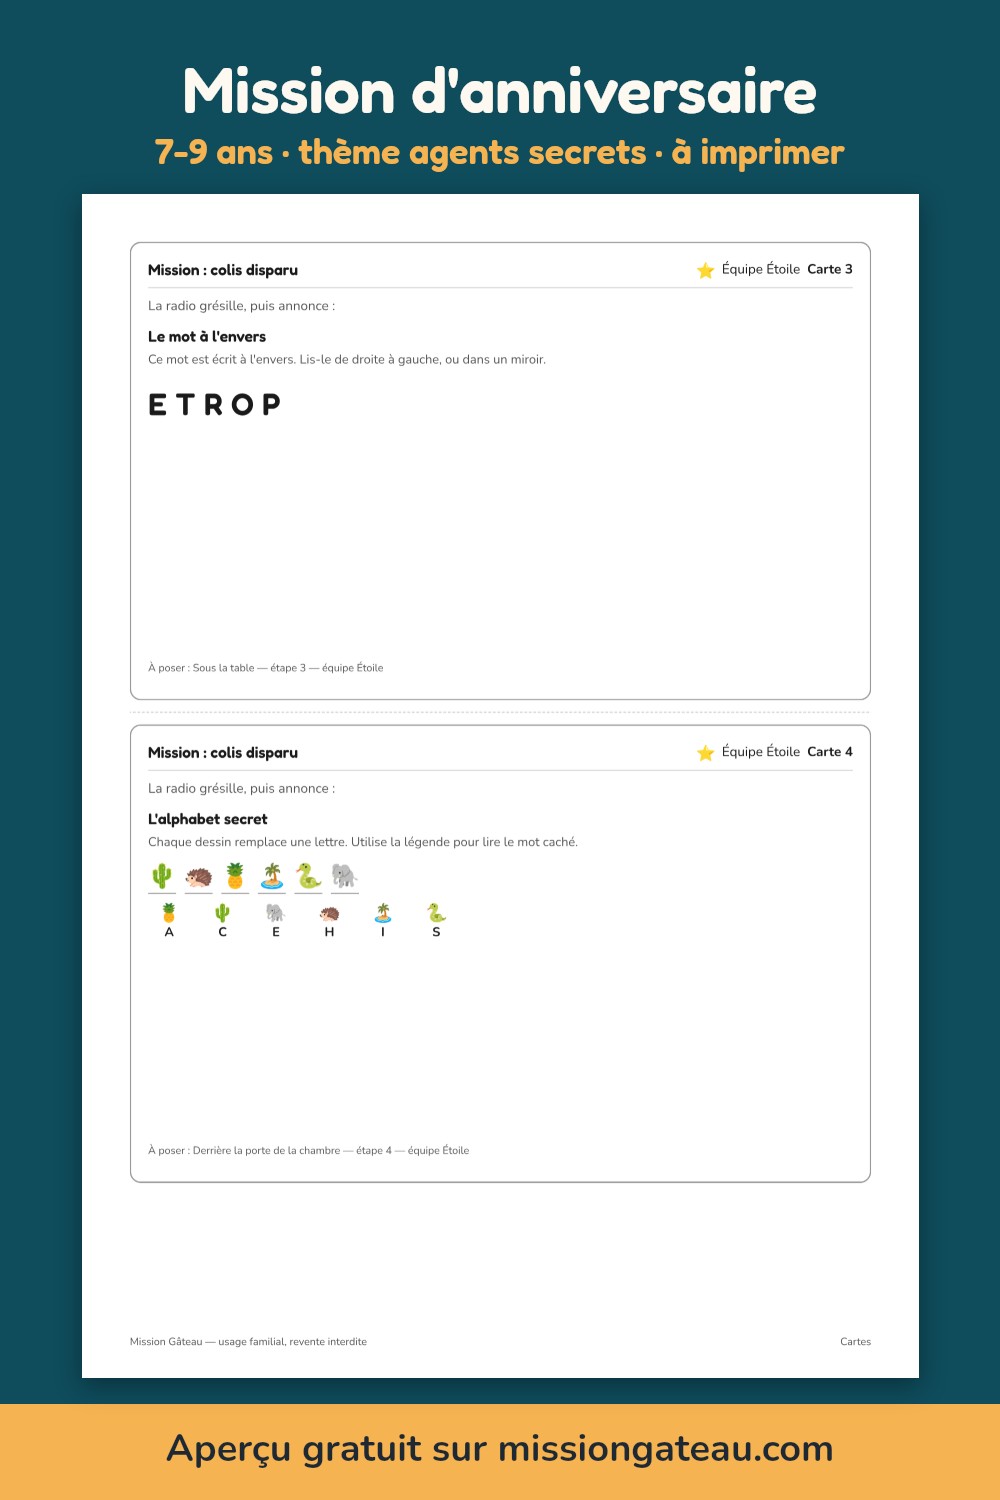 Mission d'anniversaire
7-9 ans · thème agents secrets · à imprimer
Mission : colis disparu
Équipe Étoile Carte 3
La radio grésille, puis annonce :
Le mot à l'envers
Ce mot est écrit à l'envers. Lis-le de droite à gauche, ou dans un miroir.
E T R O P
À poser : Sous la table — étape 3 — équipe Étoile
Mission : colis disparu
Équipe Étoile Carte 4
La radio grésille, puis annonce :
L'alphabet secret
Chaque dessin remplace une lettre. Utilise la légende pour lire le mot caché.
A C E H I S
À poser : Derrière la porte de la chambre — étape 4 — équipe Étoile
Mission Gâteau — usage familial, revente interdite
Cartes
Aperçu gratuit sur missiongateau.com